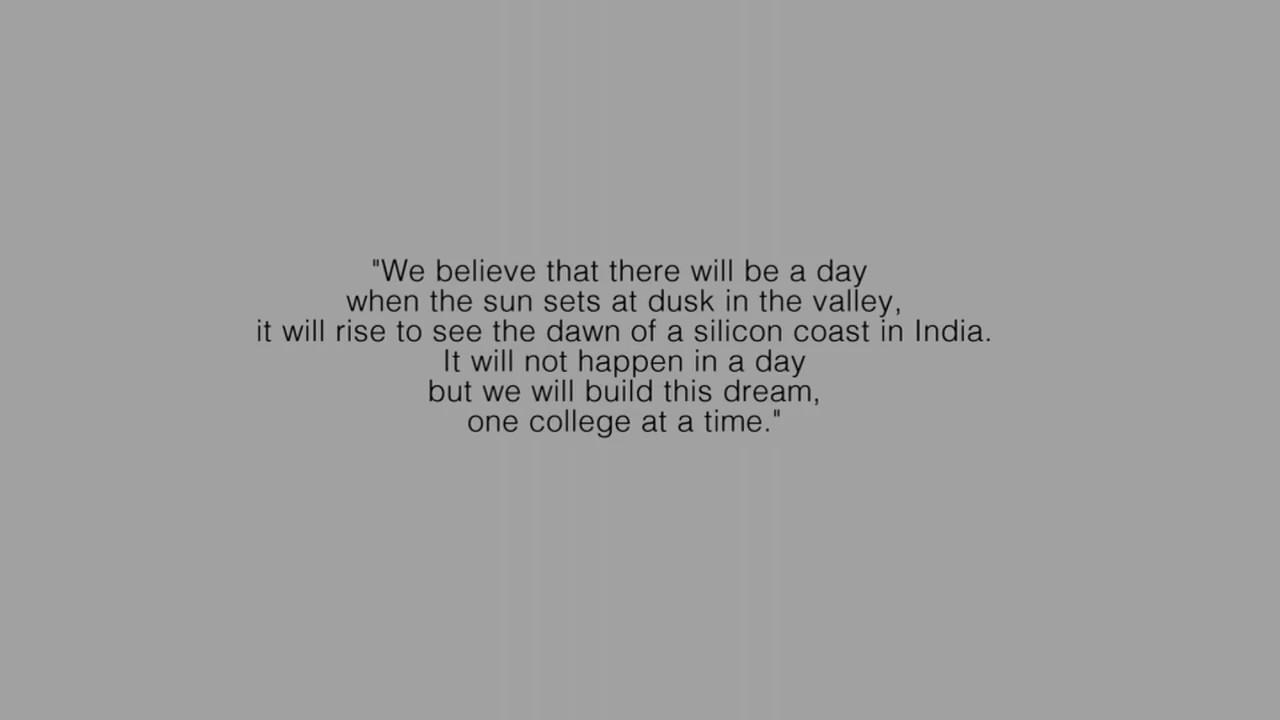 "We believe that there will be a day
when the sun sets at dusk in the valley,
it will rise to see the dawn of a silicon coast in India.
It will not happen in a day
but we will build this dream,
one college at a time."